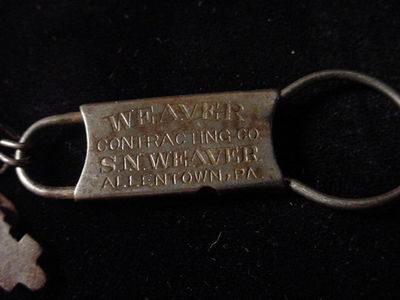 WEAVER
CONTRACTING CO
S.N. WEAVER
ALLENTOWN, PA.